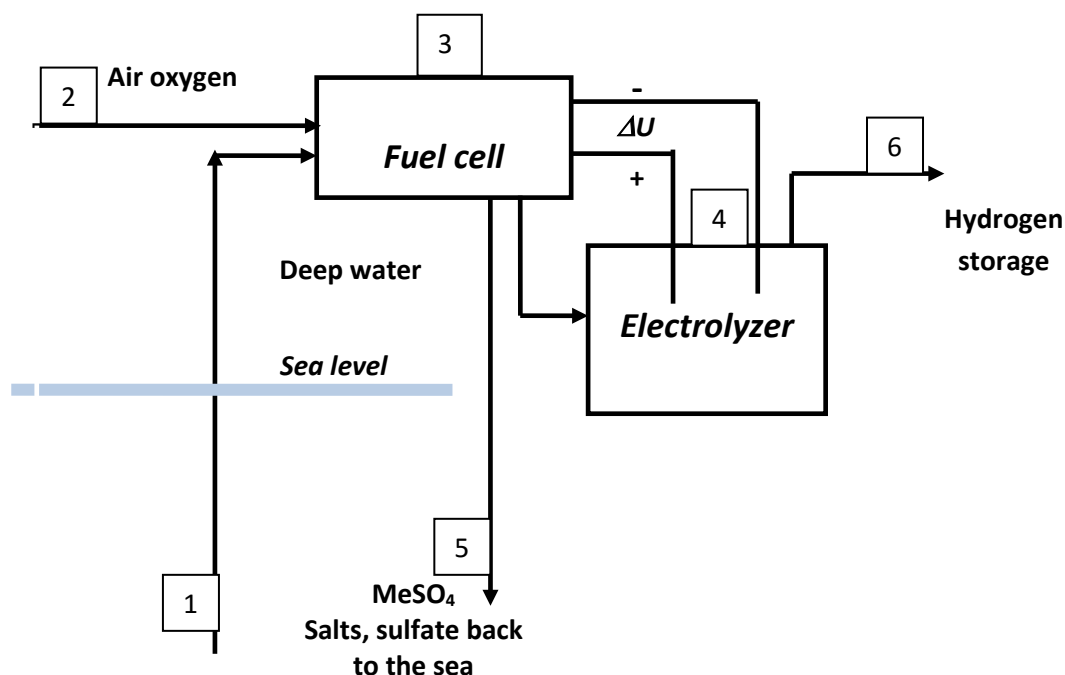 3
Air oxygen
2
-
ΔU
Fuel cell
+
6
4
Hydrogen
storage
Deep water
Electrolyzer
Sea level
5
1
MeSO₄
Salts, sulfate back
to the sea